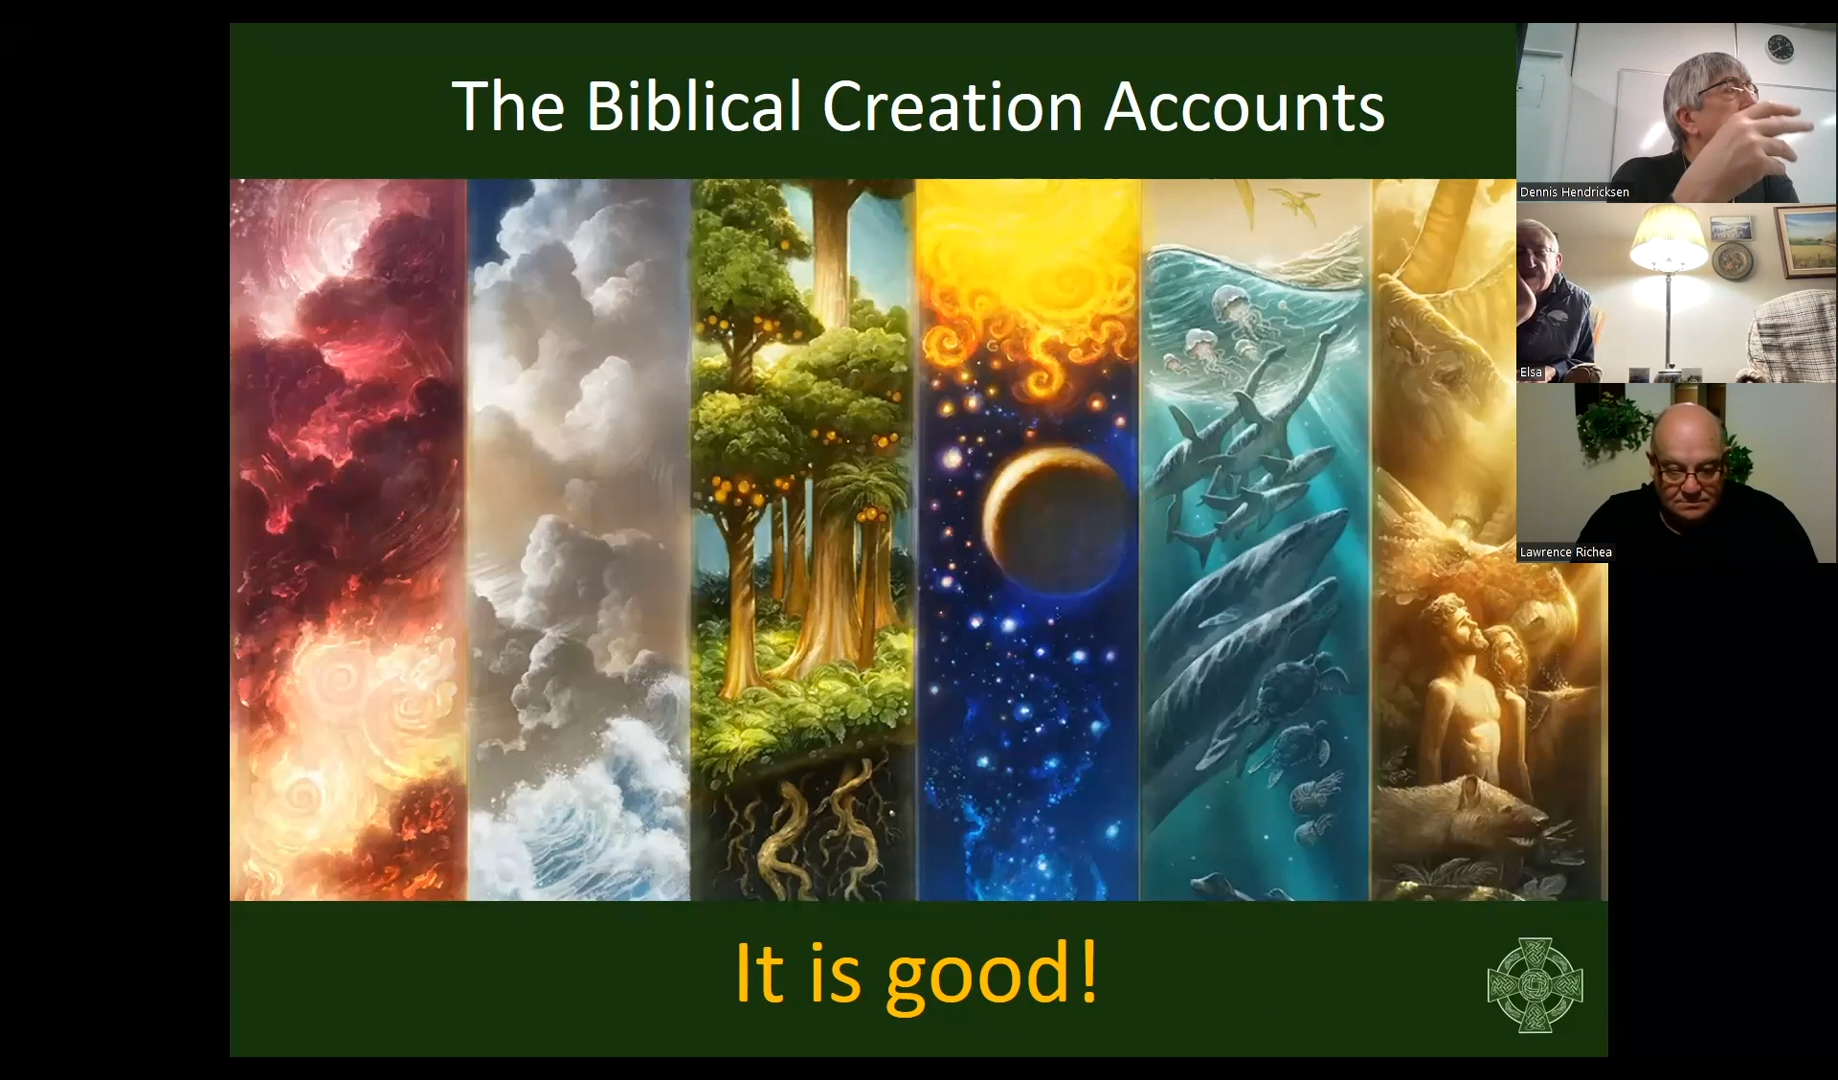 The Biblical Creation Accounts
Dennis Hendricksen
Elsa
Lawrence Richea
It is good!